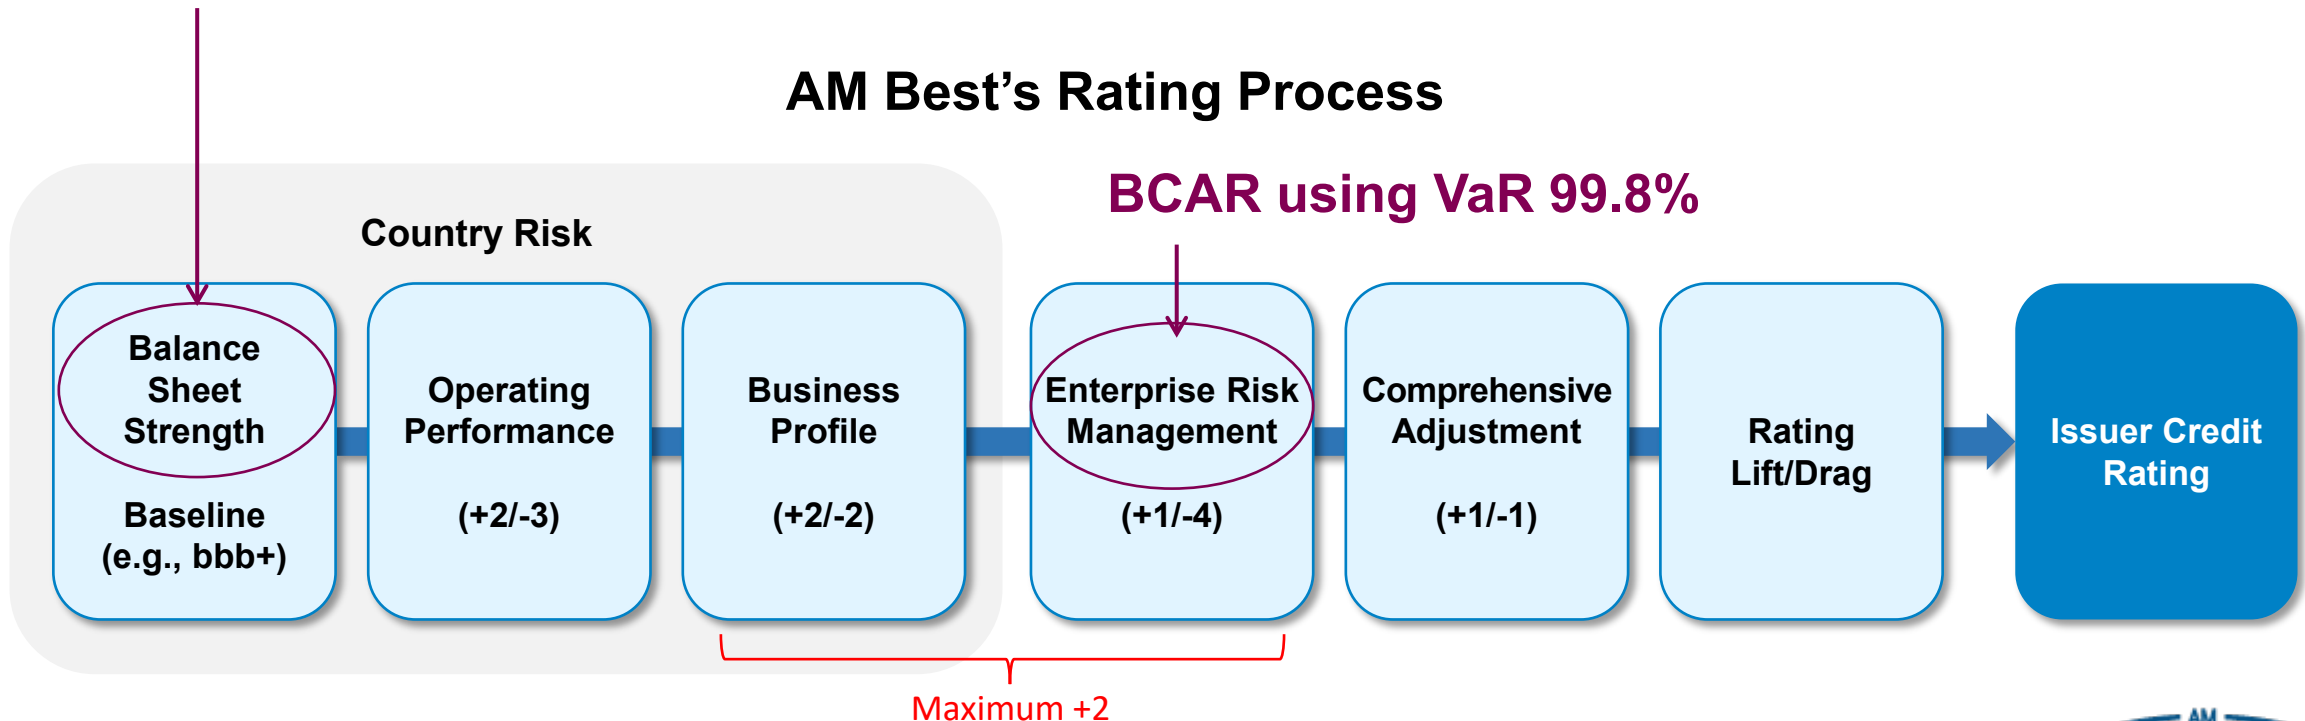 AM Best’s Rating Process
BCAR using VaR 99.8%
Country Risk
Balance
Sheet
Strength
Baseline
(e.g., bbb+)
Operating
Performance
(+2/-3)
Business
Profile
(+2/-2)
Enterprise Risk
Management
(+1/-4)
Comprehensive
Adjustment
(+1/-1)
Rating
Lift/Drag
Issuer Credit
Rating
Maximum +2
AM